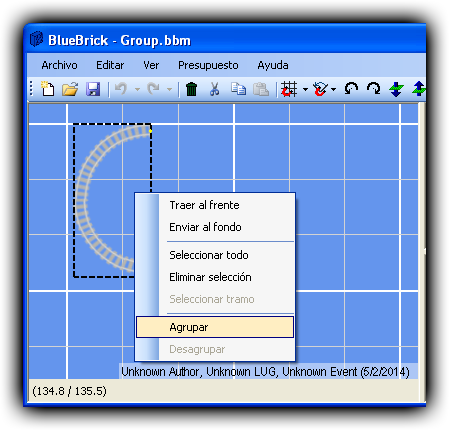 BlueBrick - Group.bbm
Archivo Editar Ver Presupuesto Ayuda
Traer al frente
Enviar al fondo
Seleccionar todo
Eliminar selección
Seleccionar tramo
Agrupar
Desagrupar
Unknown Author, Unknown LUG, Unknown Event (5/2/2014)
(134.8 / 135.5)